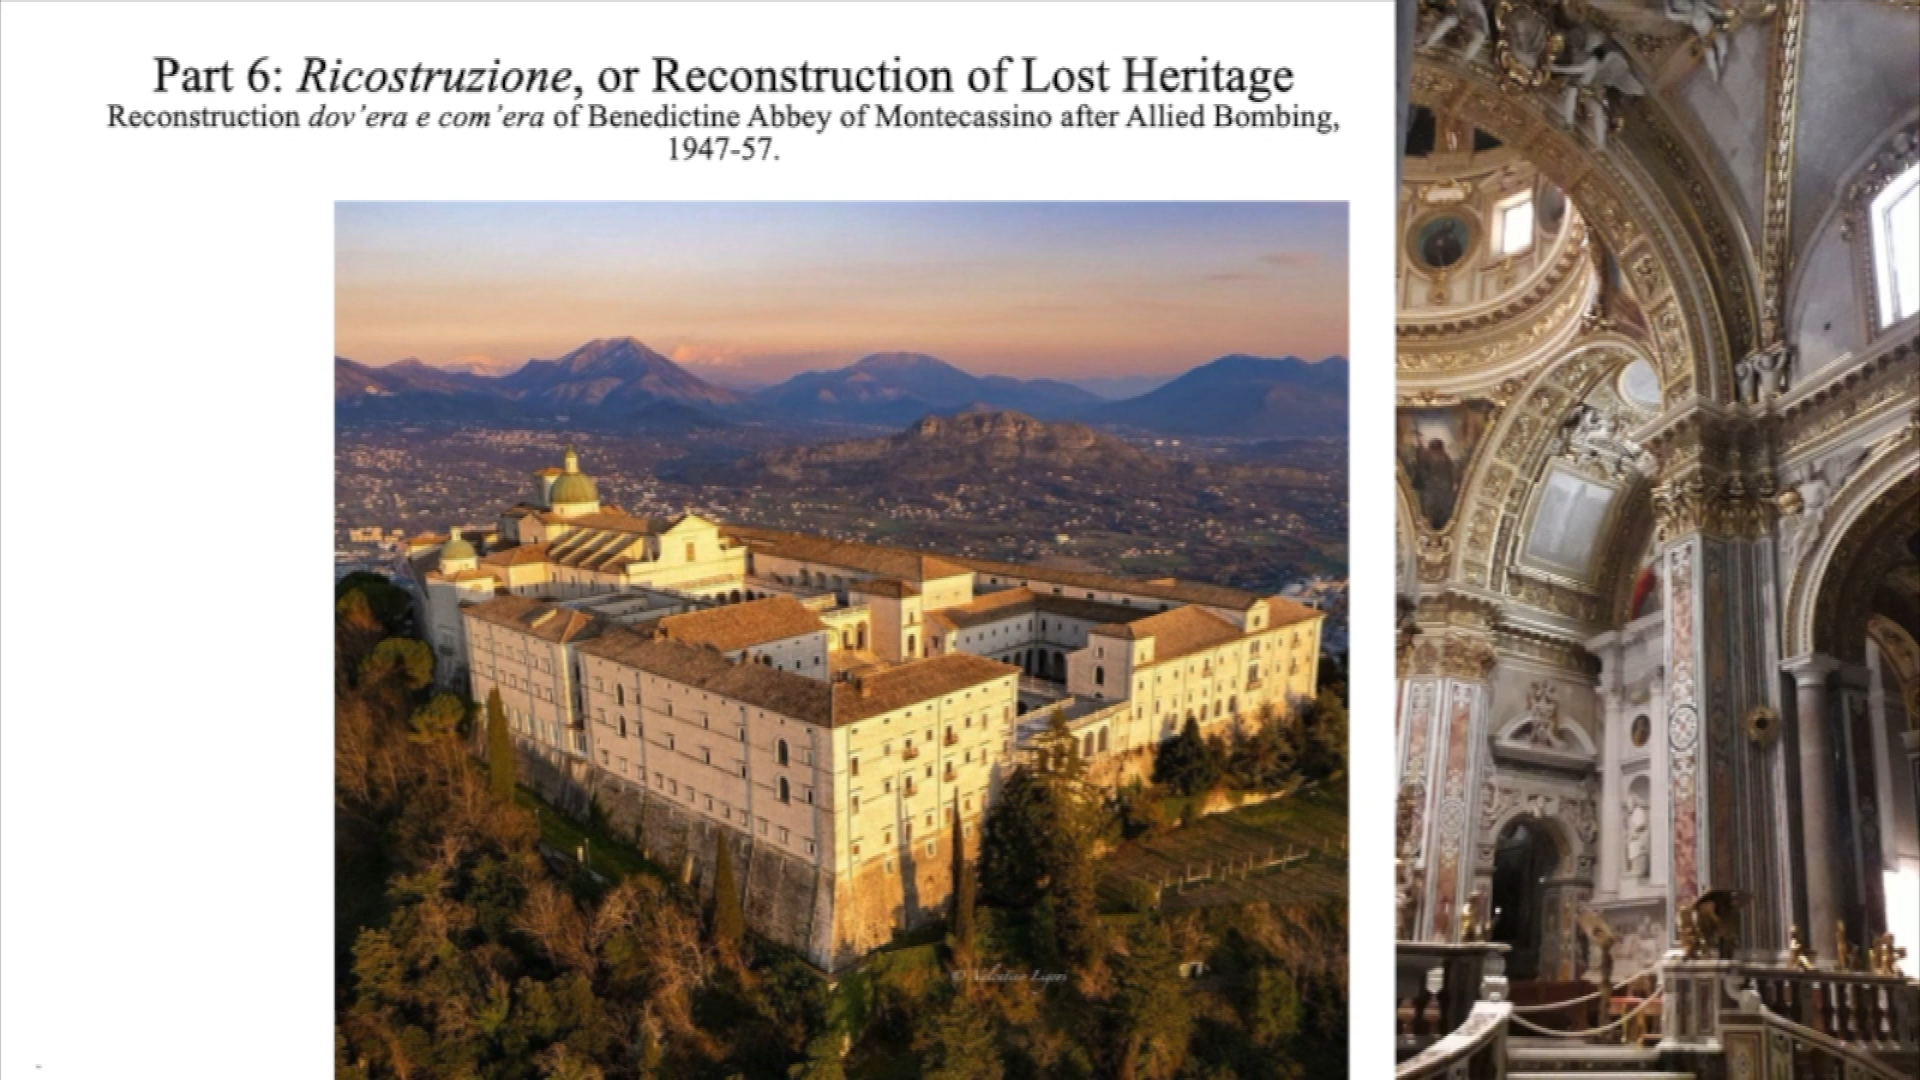 Part 6: Ricostruzione, or Reconstruction of Lost Heritage
Reconstruction dov’era e com’era of Benedictine Abbey of Montecassino after Allied Bombing,
1947-57.